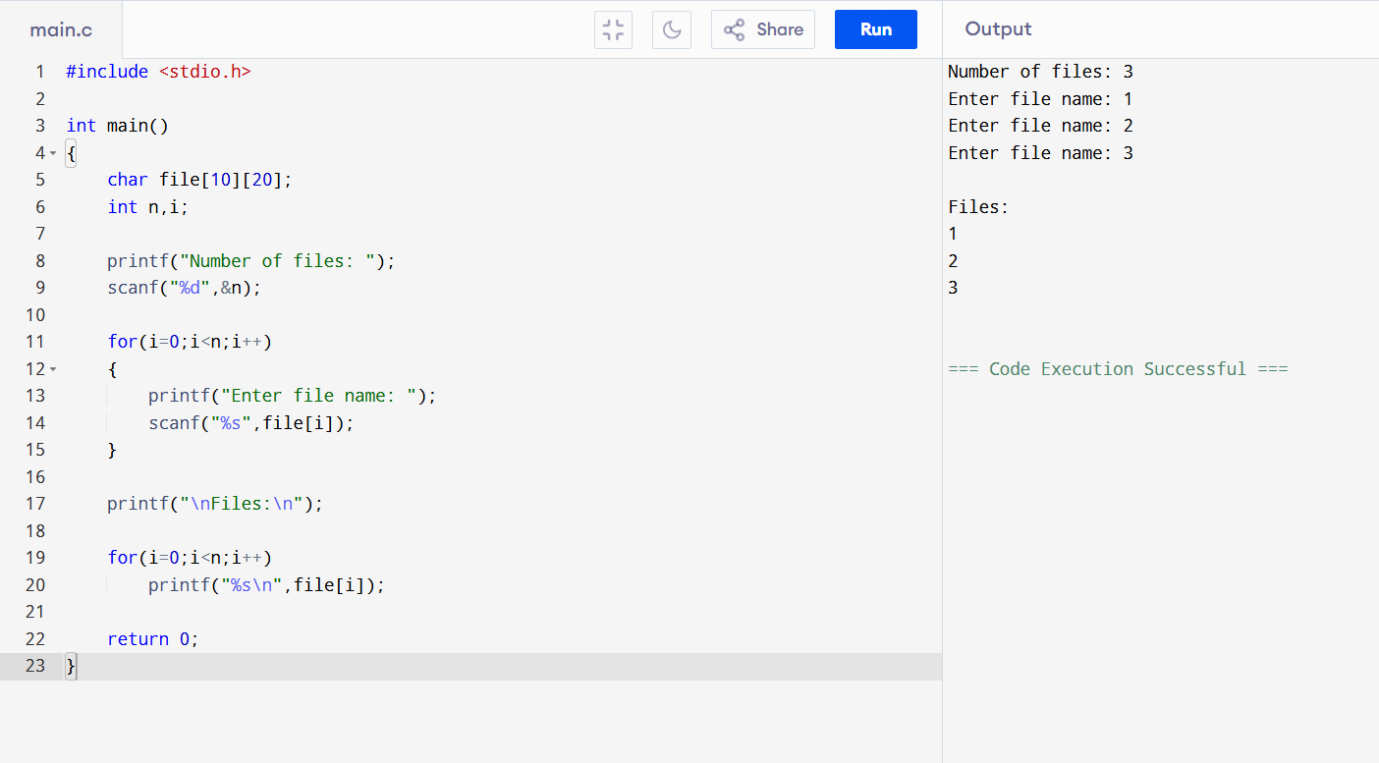 main.c Share Run Output
1 #include <stdio.h>
2
3 int main()
4 {
5     char file[10][20];
6     int n,i;
7
8     printf("Number of files: ");
9     scanf("%d",&n);
10
11     for(i=0;i<n;i++)
12     {
13         printf("Enter file name: ");
14         scanf("%s",file[i]);
15     }
16
17     printf("\nFiles:\n");
18
19     for(i=0;i<n;i++)
20         printf("%s\n",file[i]);
21
22     return 0;
23 }
Number of files: 3
Enter file name: 1
Enter file name: 2
Enter file name: 3
Files:
1
2
3
=== Code Execution Successful ===